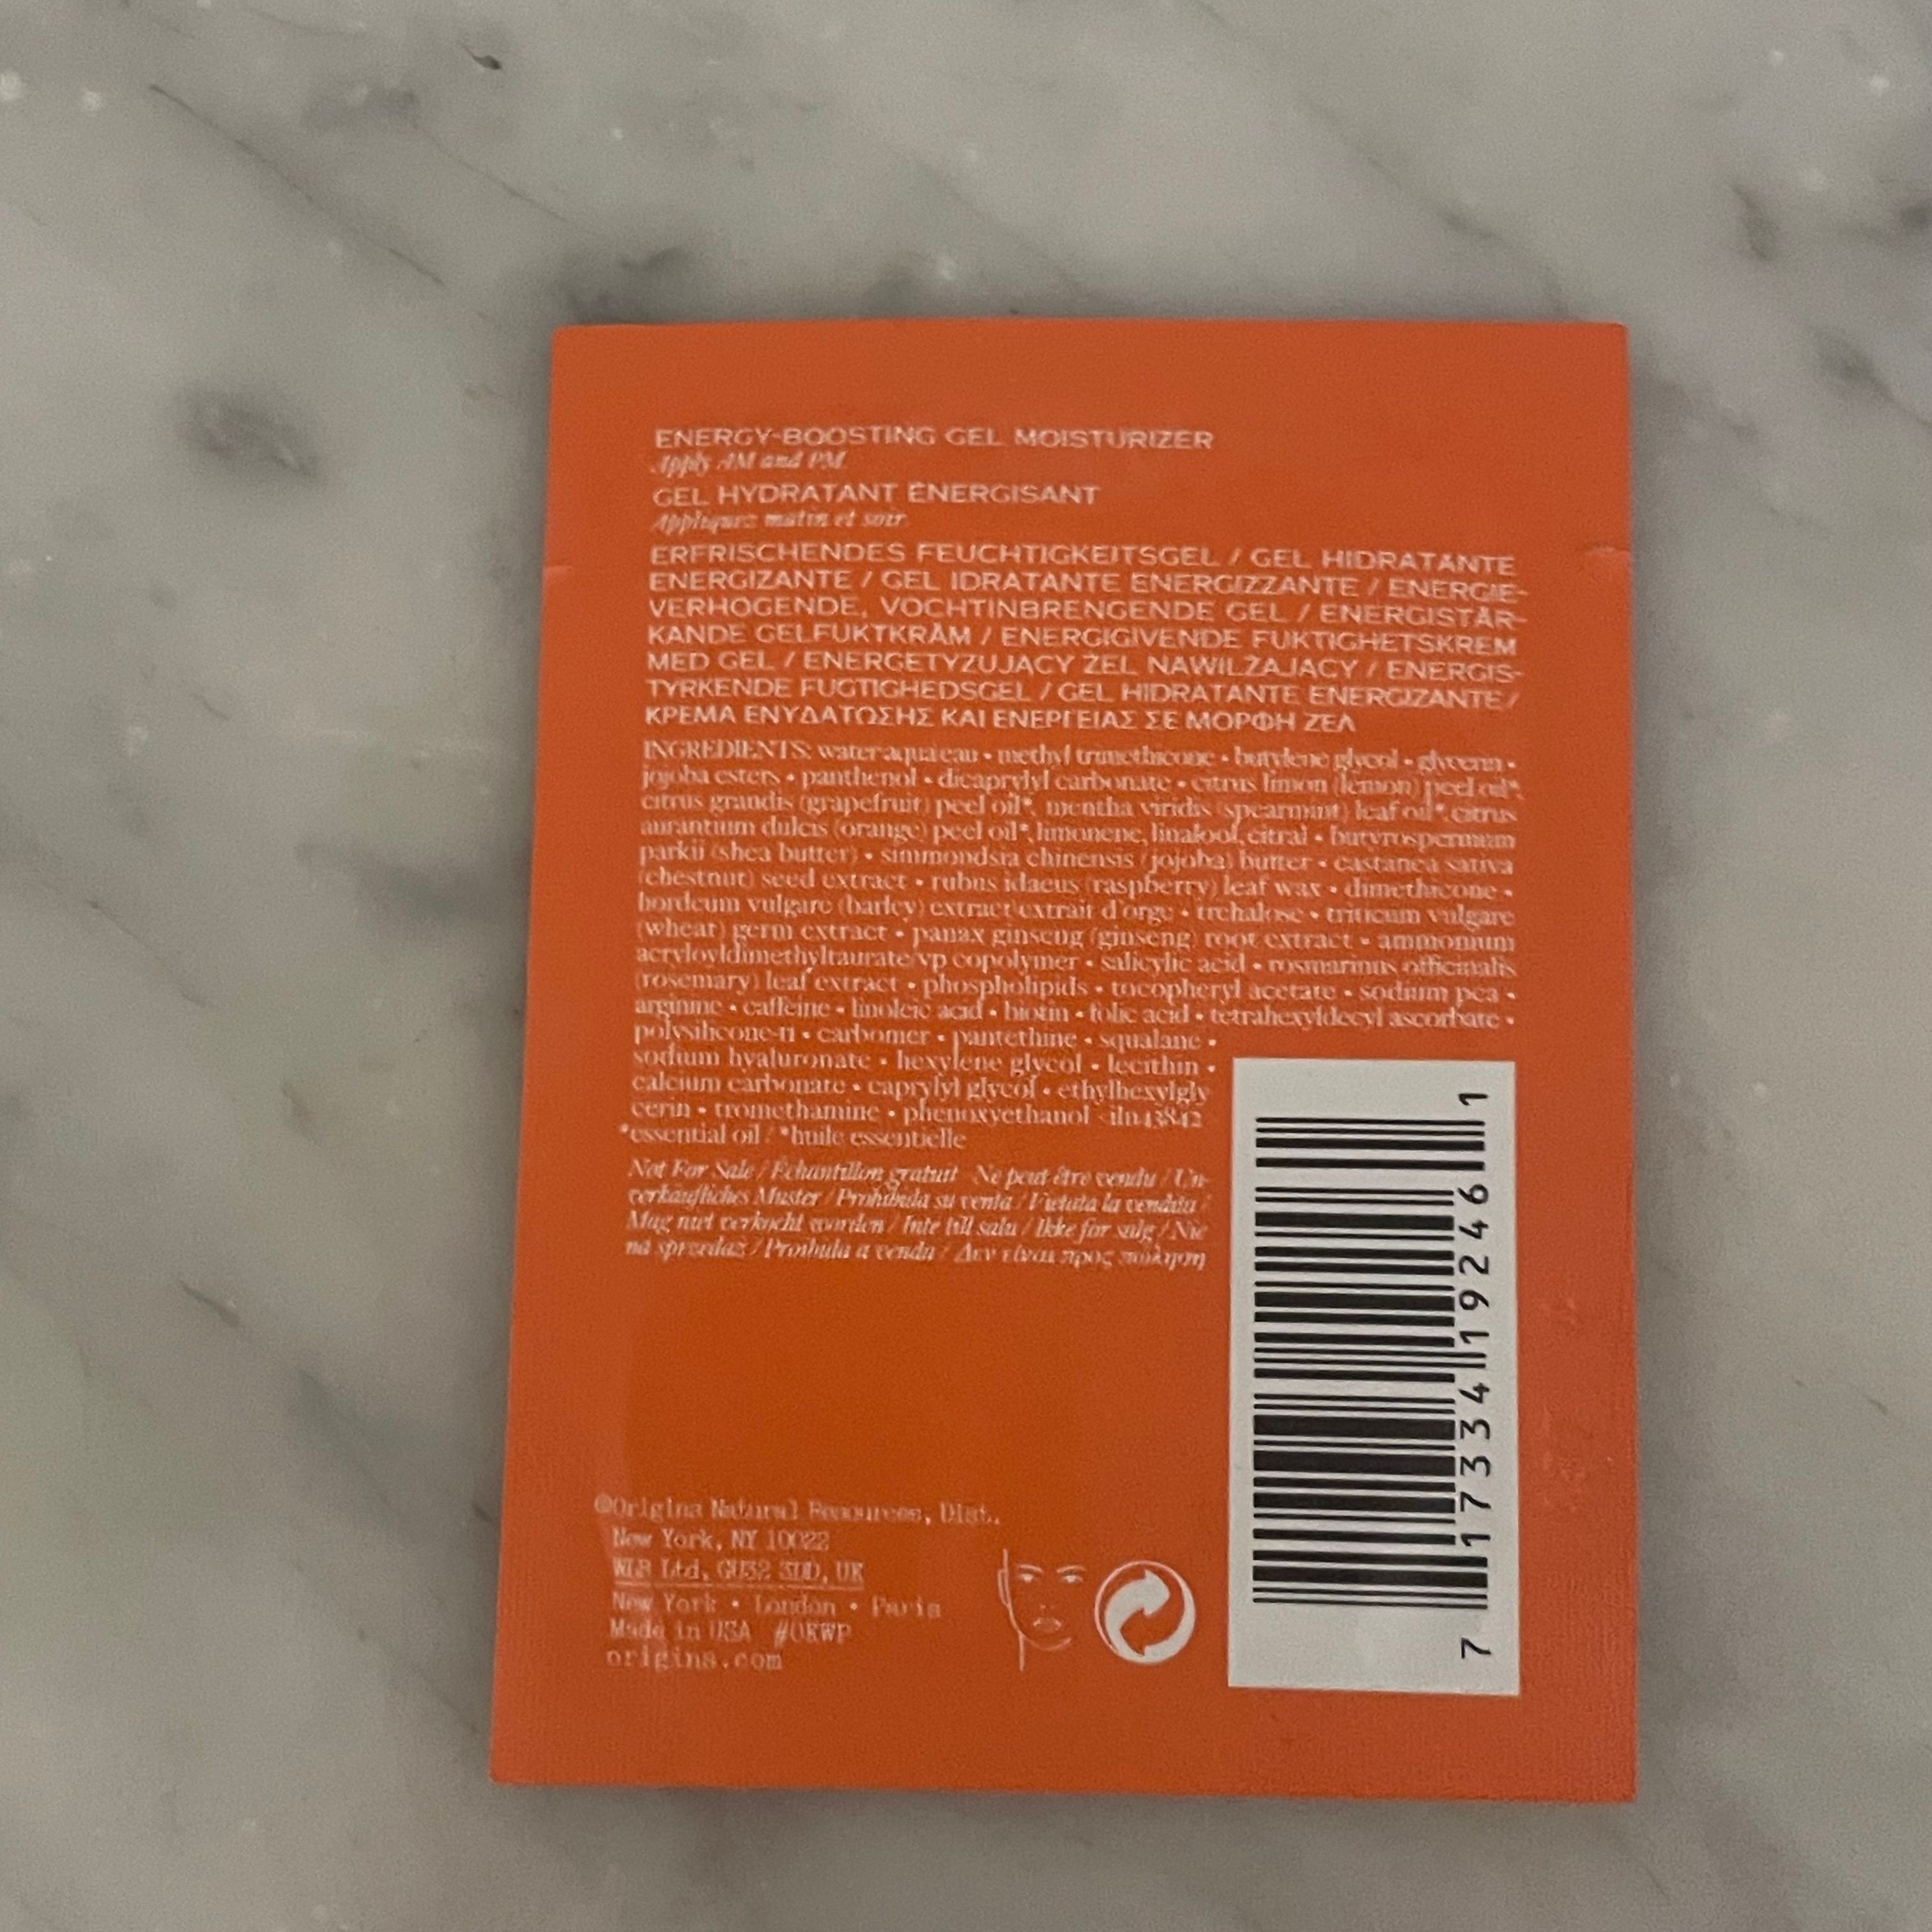 ENERGY-BOOSTING GEL MOISTURIZER
Apply AM and PM
GEL HYDRATANT ÉNERGISANT
Appliquez matin et soir
ERFRISCHENDES FEUCHTIGKEITSGEL / GEL HIDRATANTE
ENERGIZANTE / GEL IDRATANTE ENERGIZZANTE / ENERGIE-
VERHOGENDE, VOCHTINBRENGENDE GEL / ENERGISTÄR-
KANDE GELFUKTKRÄM / ENERGIGIVENDE FUKTIGHETSKREM
MED GEL / ENERGETYZUJĄCY ŻEL NAWILŻAJĄCY / ENERGIS-
TYRKENDE FUGTIGHEDSGEL / GEL HIDRATANTE ENERGIZANTE /
ΚΡΕΜΑ ΕΝΥΔΑΤΩΣΗΣ ΚΑΙ ΕΝΕΡΓΕΙΑΣ ΣΕ ΜΟΡΦΗ ΖΕΛ
INGREDIENTS: water\aqua\eau • methyl trimethicone • butylene glycol • glycerin •
jojoba esters • panthenol • dicaprylyl carbonate • citrus limon (lemon) peel oil*,
citrus grandis (grapefruit) peel oil*, mentha viridis (spearmint) leaf oil*, citrus
aurantium dulcis (orange) peel oil*, limonene, linalool, citral • butyrospermum
parkii (shea butter) • simmondsia chinensis (jojoba) butter • castanea sativa
(chestnut) seed extract • rubus idaeus (raspberry) leaf wax • dimethicone •
hordeum vulgare (barley) extract\extrait d'orge • trehalose • triticum vulgare
(wheat) germ extract • panax ginseng (ginseng) root extract • ammonium
acryloyldimethyltaurate/vp copolymer • salicylic acid • rosmarinus officinalis
(rosemary) leaf extract • phospholipids • tocopheryl acetate • sodium pca •
arginine • caffeine • linoleic acid • biotin • folic acid • tetrahexyldecyl ascorbate •
polysilicone-11 • carbomer • pantethine • squalane •
sodium hyaluronate • hexylene glycol • lecithin •
calcium carbonate • caprylyl glycol • ethylhexylgly
cerin • tromethamine • phenoxyethanol <iln43842
*essential oil / *huile essentielle
Not For Sale / Échantillon gratuit Ne peut être vendu / Un-
verkäufliches Muster / Prohibida su venta / Vietata la vendita /
Mag niet verkocht worden / Inte till salu / Ikke for salg / Nie
na sprzedaż / Proibida a venda / Δεν είναι προς πώληση
©Origins Natural Resources, Dist.
New York, NY 10022
WLB Ltd, GU32 3DD, UK
New York • London • Paris
Made in USA #0KWP
origins.com
7 17334 19246 1